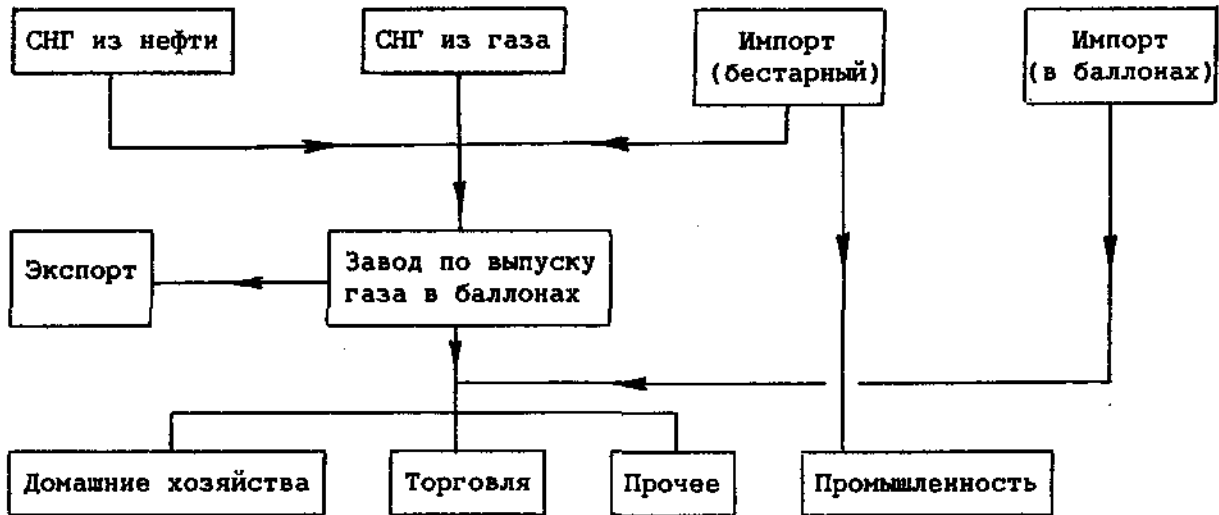 СНГ из нефти
СНГ из газа
Импорт
(бестарный)
Импорт
(в баллонах)
Экспорт
Завод по выпуску
газа в баллонах
Домашние хозяйства
Торговля
Прочее
Промышленность